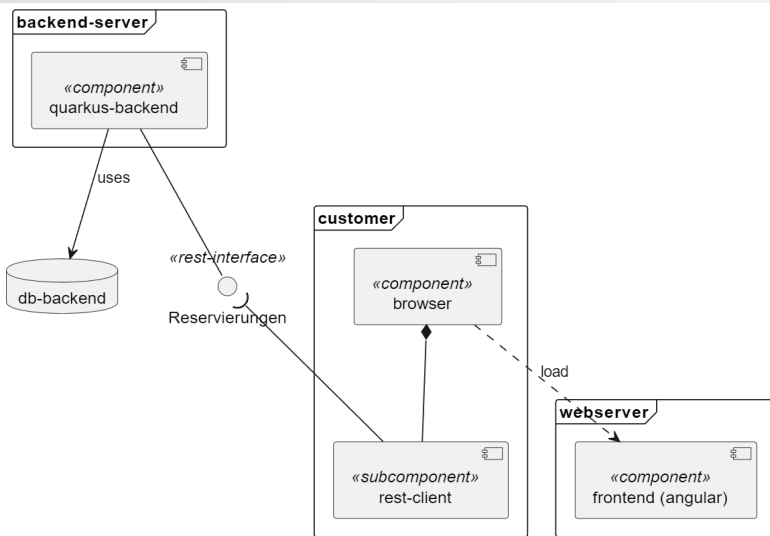 backend-server
«component»
quarkus-backend
uses
db-backend
«rest-interface»
Reservierungen
customer
«component»
browser
load
webserver
«subcomponent»
rest-client
«component»
frontend (angular)